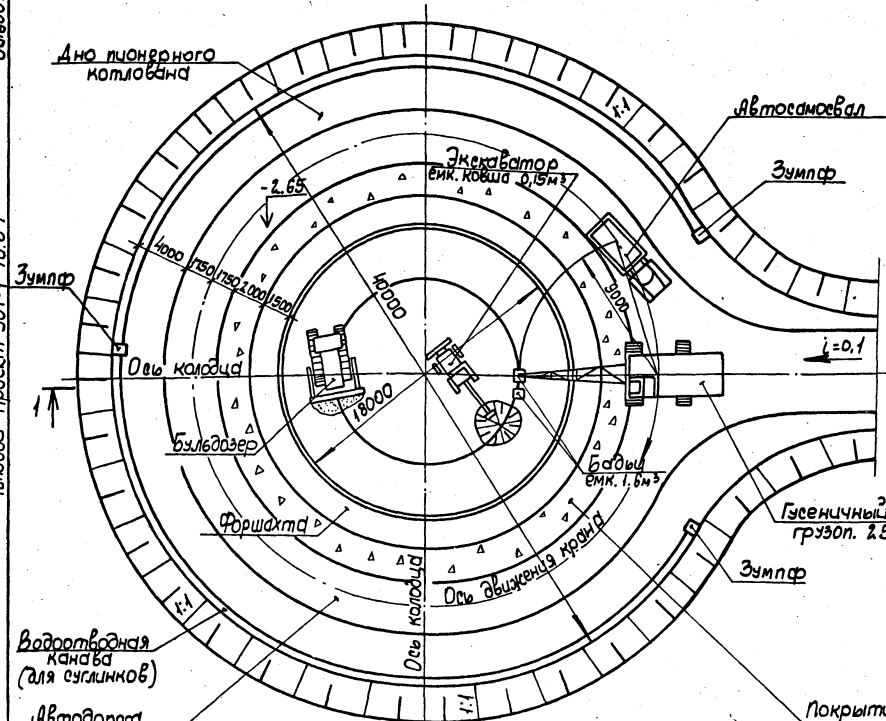 Дно пионерного
котлована
1:1
Автосамосвал
Экскаватор
емк. ковша 0,15м³
Зумпф
-2.65
4000
1750
1750
2000
1500
40000
9000
Зумпф
i=0,1
Ось колодца
1
18000
Бульдозер
Бадьи
емк. 1.6м³
Форшахта
Гусеничный
грузоп. 25
Ось движения крана
Зумпф
Ось колодца
1:1
Водоотводная
канава
(для суглинков)
1:1
Автодорога
Покрыти